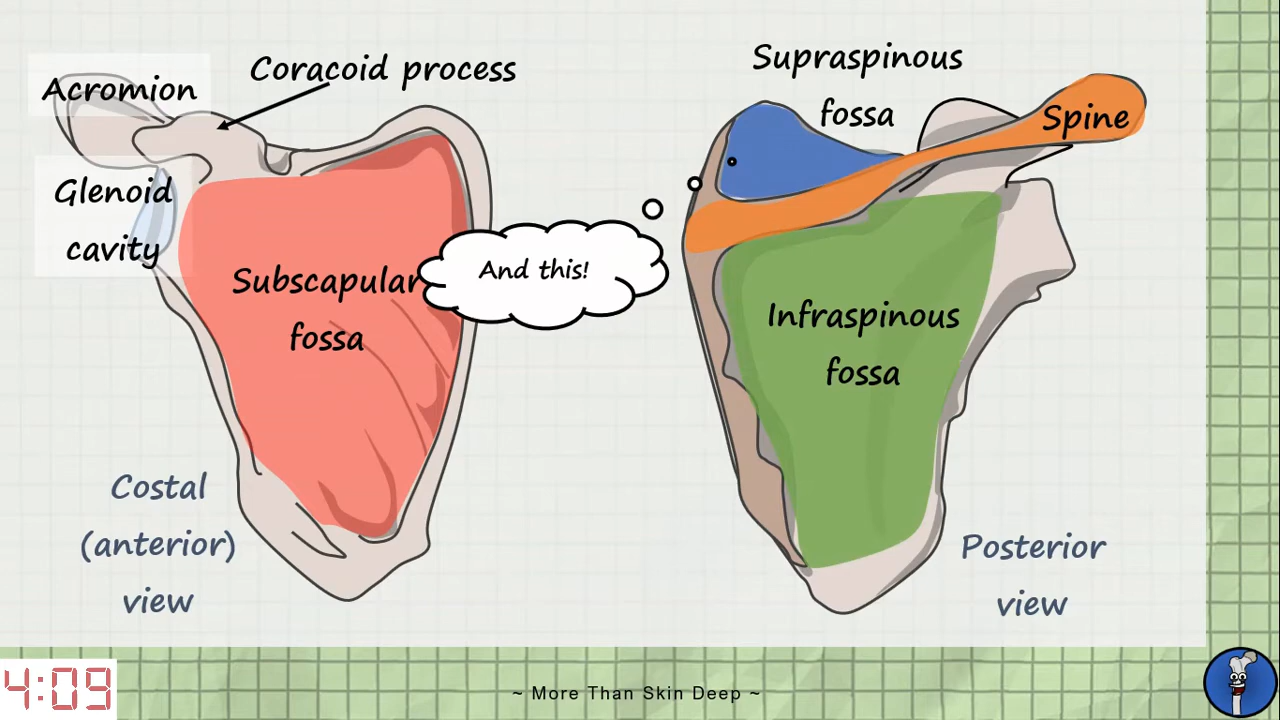 Acromion
Coracoid process
Glenoid
cavity
Subscapular
fossa
Costal
(anterior)
view
And this!
Supraspinous
fossa
Spine
Infraspinous
fossa
Posterior
view
4:09
~ More Than Skin Deep ~